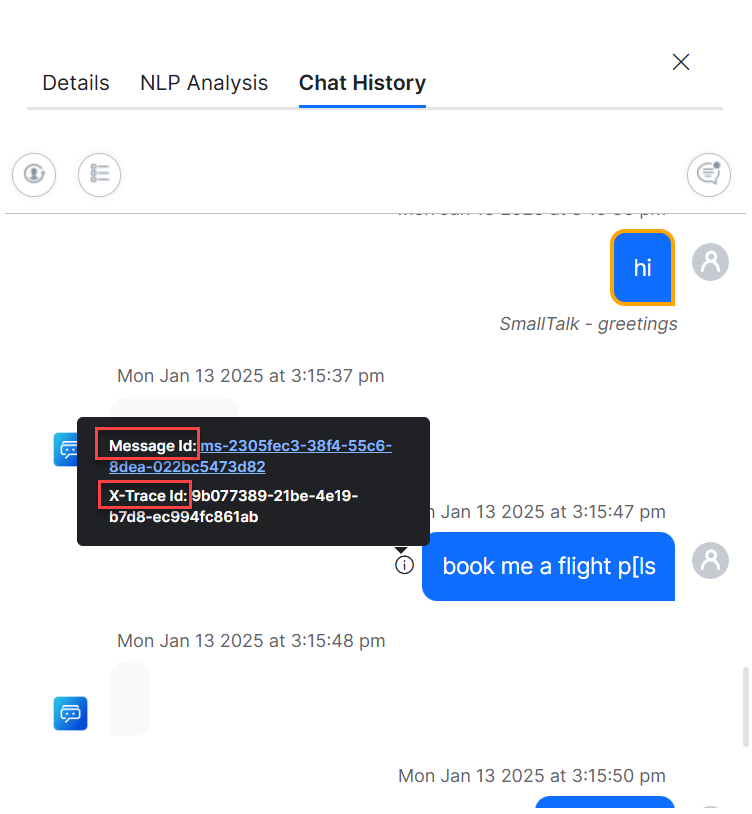 Details NLP Analysis Chat History
hi
SmallTalk - greetings
Mon Jan 13 2025 at 3:15:37 pm
Message Id: ms-2305fec3-38f4-55c6-
8dea-022bc5473d82
X-Trace Id: 9b077389-21be-4e19-
b7d8-ec994fc861ab
Jan 13 2025 at 3:15:47 pm
book me a flight p[ls
Mon Jan 13 2025 at 3:15:48 pm
Mon Jan 13 2025 at 3:15:50 pm